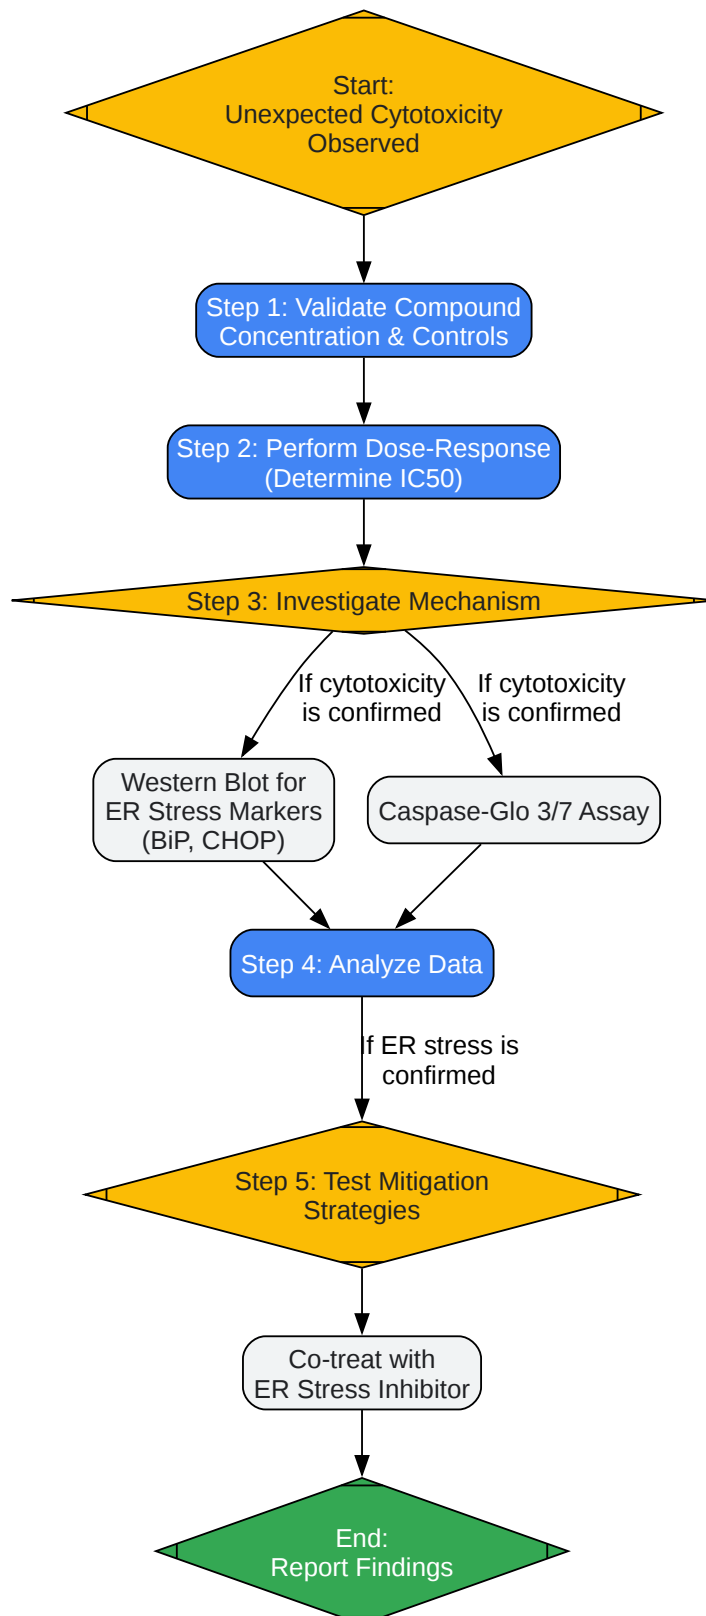 Start:
Unexpected Cytotoxicity
Observed
Step 1: Validate Compound
Concentration & Controls
Step 2: Perform Dose-Response
(Determine IC50)
Step 3: Investigate Mechanism
If cytotoxicity
is confirmed
If cytotoxicity
is confirmed
Western Blot for
ER Stress Markers
(BiP, CHOP)
Caspase-Glo 3/7 Assay
Step 4: Analyze Data
If ER stress is
confirmed
Step 5: Test Mitigation
Strategies
Co-treat with
ER Stress Inhibitor
End:
Report Findings